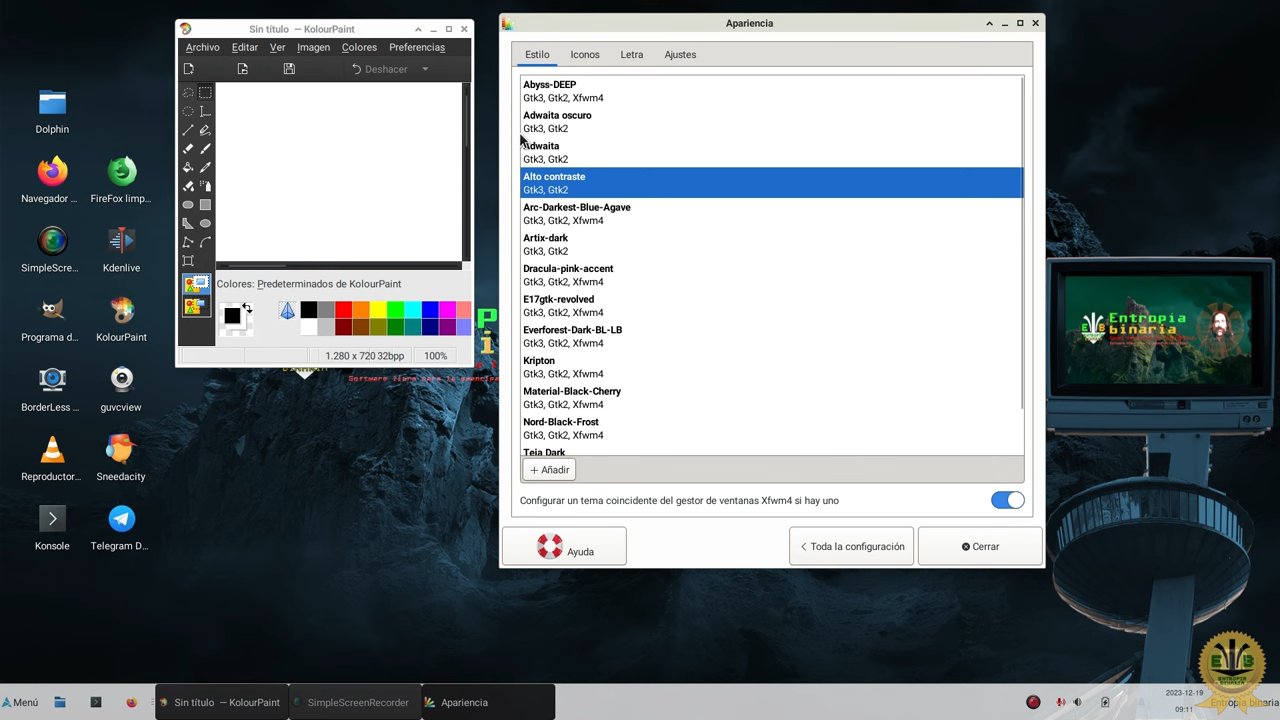 Sin título — KolourPaint
Archivo Editar Ver Imagen Colores Preferencias
Deshacer
Colores: Predeterminados de KolourPaint
1.280 x 720 32bpp 100%
Apariencia
Estilo Iconos Letra Ajustes
Abyss-DEEP
Gtk3, Gtk2, Xfwm4
Adwaita oscuro
Gtk3, Gtk2
Adwaita
Gtk3, Gtk2
Alto contraste
Gtk3, Gtk2
Arc-Darkest-Blue-Agave
Gtk3, Gtk2, Xfwm4
Artix-dark
Gtk3, Gtk2
Dracula-pink-accent
Gtk3, Gtk2, Xfwm4
E17gtk-revolved
Gtk3, Gtk2, Xfwm4
Everforest-Dark-BL-LB
Gtk3, Gtk2, Xfwm4
Kripton
Gtk3, Gtk2, Xfwm4
Material-Black-Cherry
Gtk3, Gtk2, Xfwm4
Nord-Black-Frost
Gtk3, Gtk2, Xfwm4
Teja Dark
+ Añadir
Configurar un tema coincidente del gestor de ventanas Xfwm4 si hay uno
Ayuda
Toda la configuración
Cerrar
Dolphin
Navegador ...
FireFox limp...
SimpleScre...
Kdenlive
Programa d...
KolourPaint
BorderLess ...
guvcview
Reproductor...
Sneedacity
Konsole
Telegram D...
Entropia
binaria
Menú
Sin título — KolourPaint
SimpleScreenRecorder
Apariencia
2023-12-19
09:11
Entropia binaria